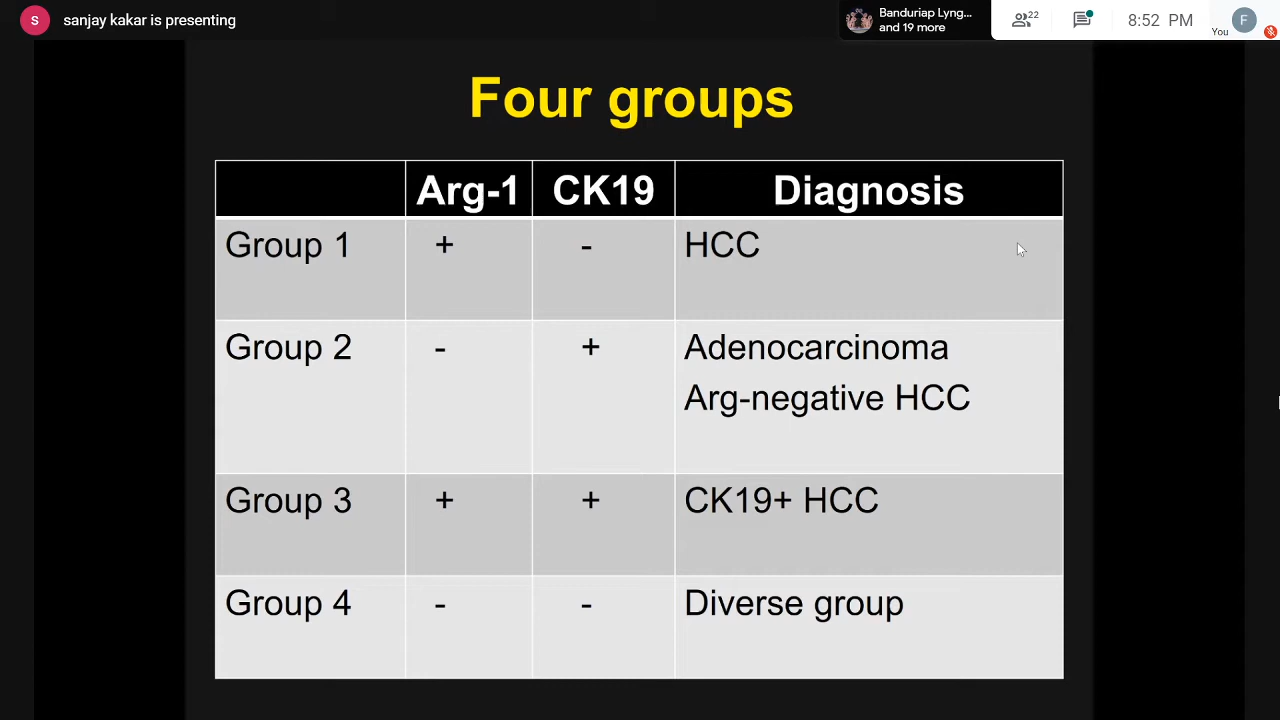 S sanjay kakar is presenting
Banduriap Lyng...
and 19 more
22
8:52 PM
You
F
Four groups
Arg-1 CK19 Diagnosis
Group 1 + - HCC
Group 2 - + Adenocarcinoma
Arg-negative HCC
Group 3 + + CK19+ HCC
Group 4 - - Diverse group